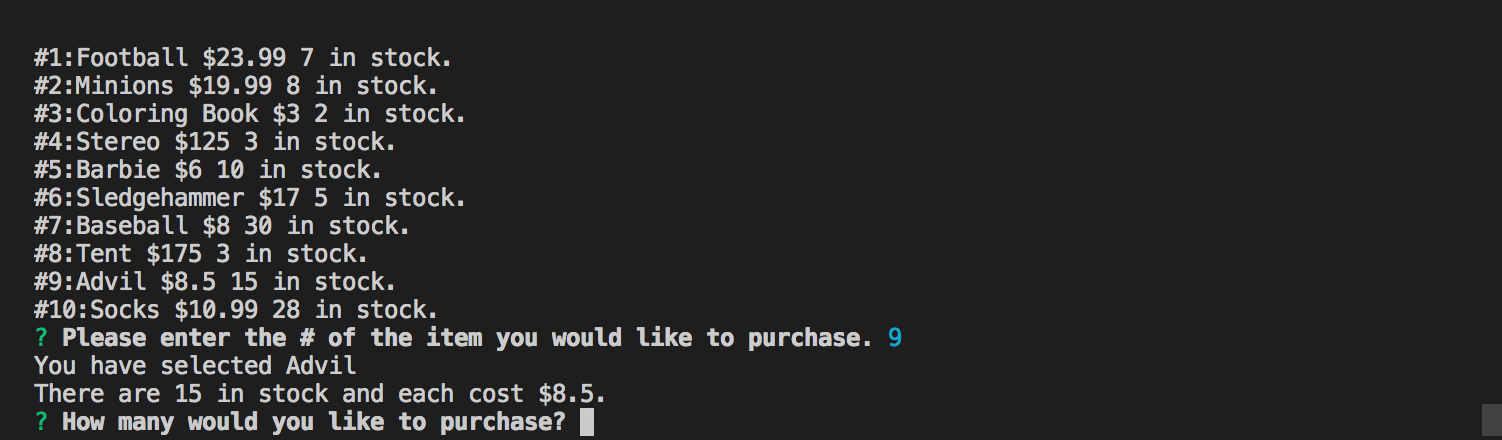 #1:Football $23.99 7 in stock.
#2:Minions $19.99 8 in stock.
#3:Coloring Book $3 2 in stock.
#4:Stereo $125 3 in stock.
#5:Barbie $6 10 in stock.
#6:Sledgehammer $17 5 in stock.
#7:Baseball $8 30 in stock.
#8:Tent $175 3 in stock.
#9:Advil $8.5 15 in stock.
#10:Socks $10.99 28 in stock.
? Please enter the # of the item you would like to purchase. 9
You have selected Advil
There are 15 in stock and each cost $8.5.
? How many would you like to purchase?